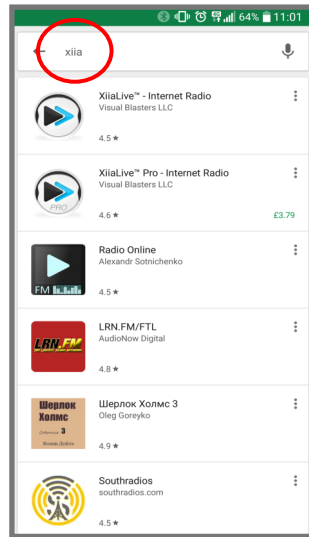 64% 11:01
xiia
XiiaLive™ - Internet Radio
Visual Blasters LLC
4.5 ★
PRO
XiiaLive™ Pro - Internet Radio
Visual Blasters LLC
4.6 ★
£3.79
Radio Online
Alexandr Sotnichenko
FM
4.5 ★
LRN.FM/FTL
AudioNow Digital
LRN.FM
4.8 ★
Шерлок Холмс 3
Oleg Goreyko
Шерлок
Холмс
3
4.9 ★
Southradios
southradios.com
4.5 ★